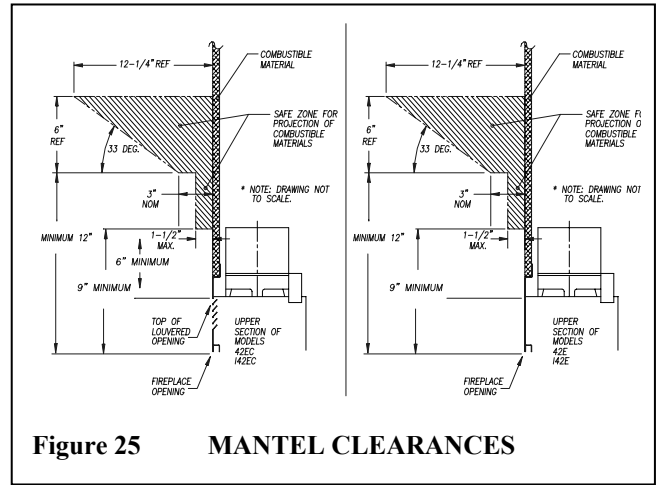 12-1/4" REF
COMBUSTIBLE
MATERIAL
6"
REF
33 DEG.
SAFE ZONE FOR
PROJECTION OF
COMBUSTIBLE
MATERIALS
3"
NOM
* NOTE: DRAWING NOT
TO SCALE.
MINIMUM 12"
1-1/2"
MAX.
6" MINIMUM
9" MINIMUM
TOP OF
LOUVERED
OPENING
UPPER
SECTION OF
MODELS
42EC
I42EC
FIREPLACE
OPENING
12-1/4" REF
COMBUSTIBLE
MATERIAL
6"
REF
33 DEG.
SAFE ZONE
PROJECTION
COMBUSTIBLE
MATERIALS
3"
NOM
* NOTE: DRAWING NOT
TO SCALE.
MINIMUM 12"
1-1/2"
MAX.
9" MINIMUM
UPPER
SECTION OF
MODELS
42E
I42E
FIREPLACE
OPENING
Figure 25 MANTEL CLEARANCES